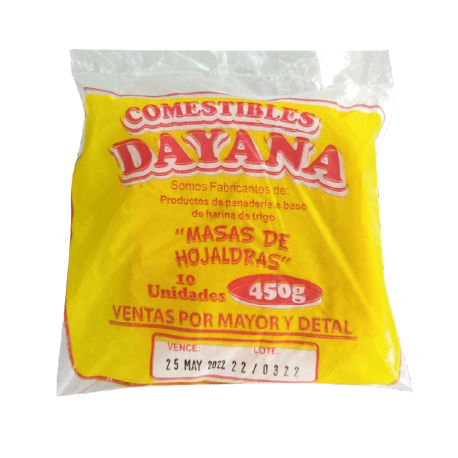 COMESTIBLES
DAYANA
Somos Fabricantes de:
Productos de panadería a base
de harina de trigo
"MASAS DE
HOJALDRAS"
10
Unidades 450g
VENTAS POR MAYOR Y DETAL
VENCE: LOTE:
25 MAY 2022 22/0322